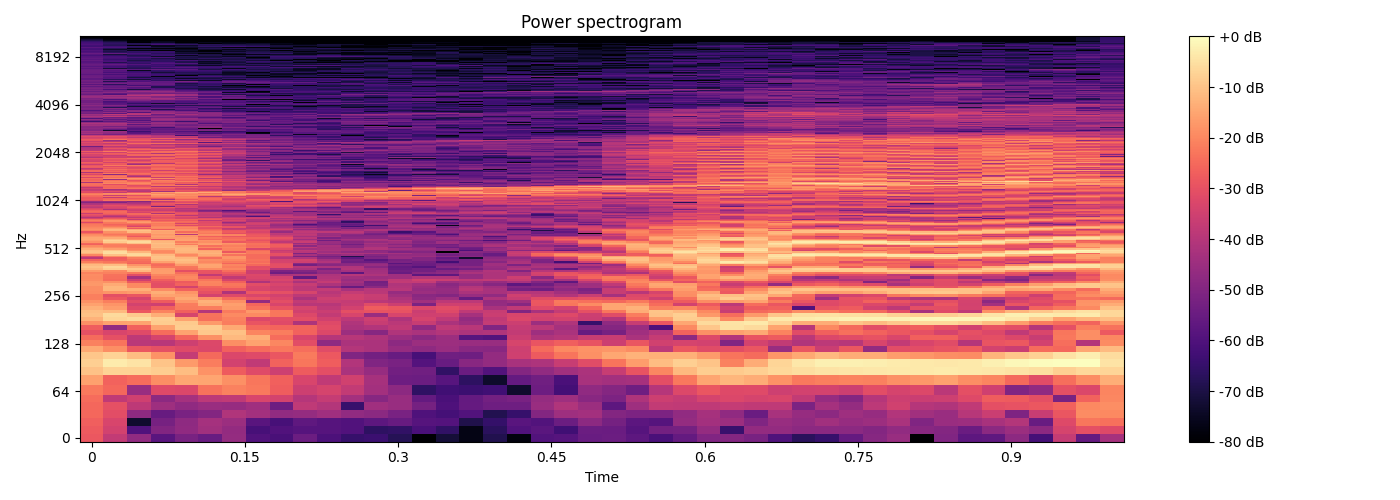 Power spectrogram
Hz
8192
4096
2048
1024
512
256
128
64
0
0 0.15 0.3 0.45 0.6 0.75 0.9
Time
+0 dB
-10 dB
-20 dB
-30 dB
-40 dB
-50 dB
-60 dB
-70 dB
-80 dB